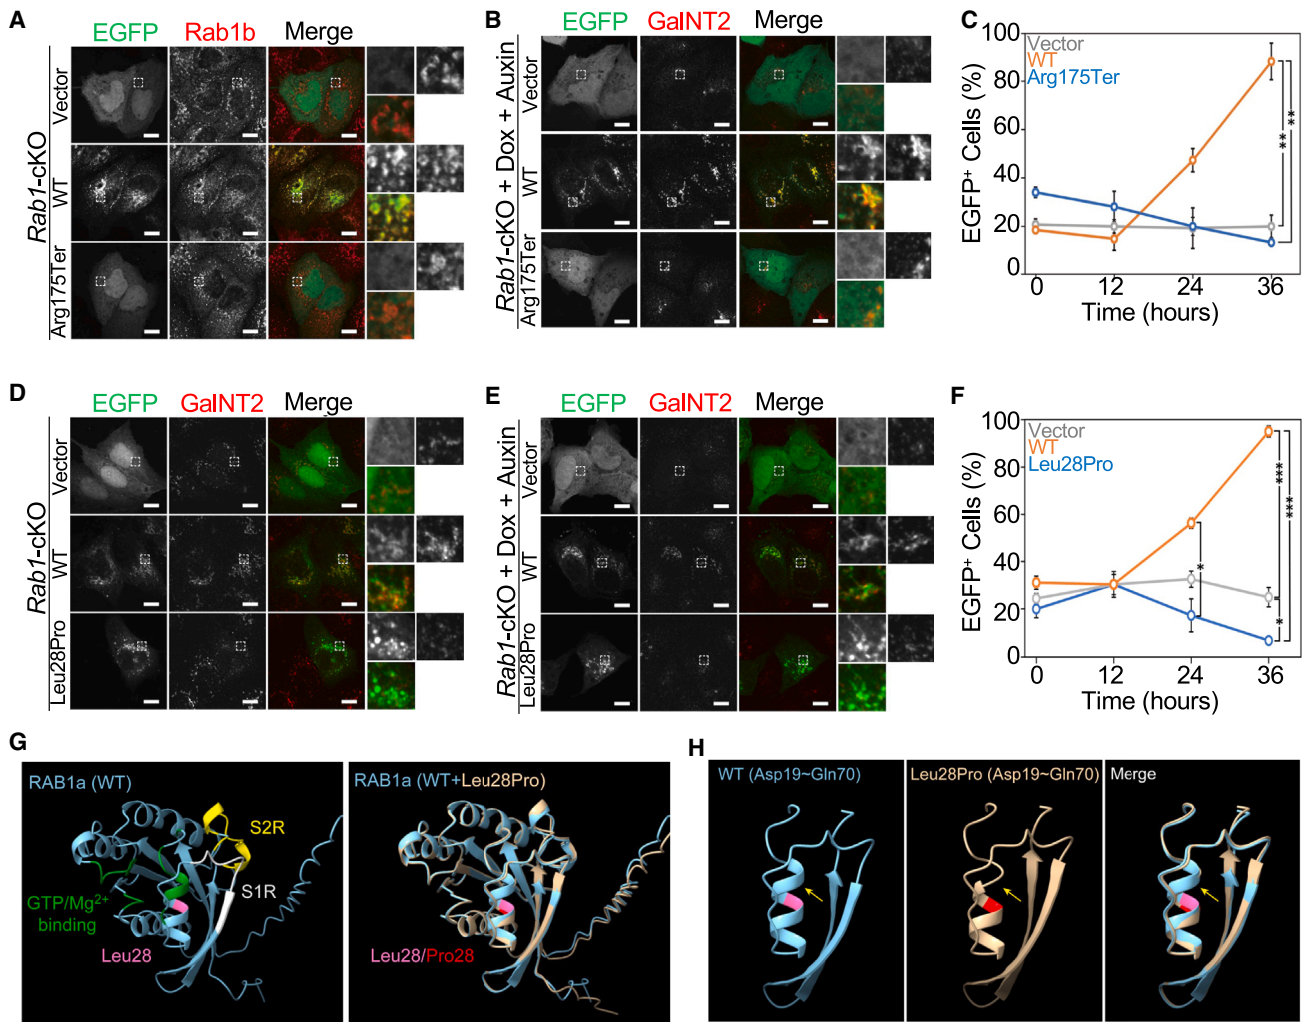 A
EGFP Rab1b Merge
Rab1-cKO
Vector
WT
Arg175Ter
B
EGFP GalNT2 Merge
Rab1-cKO + Dox + Auxin
Vector
WT
Arg175Ter
C
Vector
WT
Arg175Ter
EGFP+ Cells (%)
100
80
60
40
20
0
0 12 24 36
Time (hours)
**
**
D
EGFP GalNT2 Merge
Rab1-cKO
Vector
WT
Leu28Pro
E
EGFP GalNT2 Merge
Rab1-cKO + Dox + Auxin
Vector
WT
Leu28Pro
F
Vector
WT
Leu28Pro
EGFP+ Cells (%)
100
80
60
40
20
0
0 12 24 36
Time (hours)
*
***
***
*
G
RAB1a (WT)
S2R
S1R
GTP/Mg2+
binding
Leu28
RAB1a (WT+Leu28Pro)
Leu28/Pro28
H
WT (Asp19~Gln70)
Leu28Pro (Asp19~Gln70)
Merge